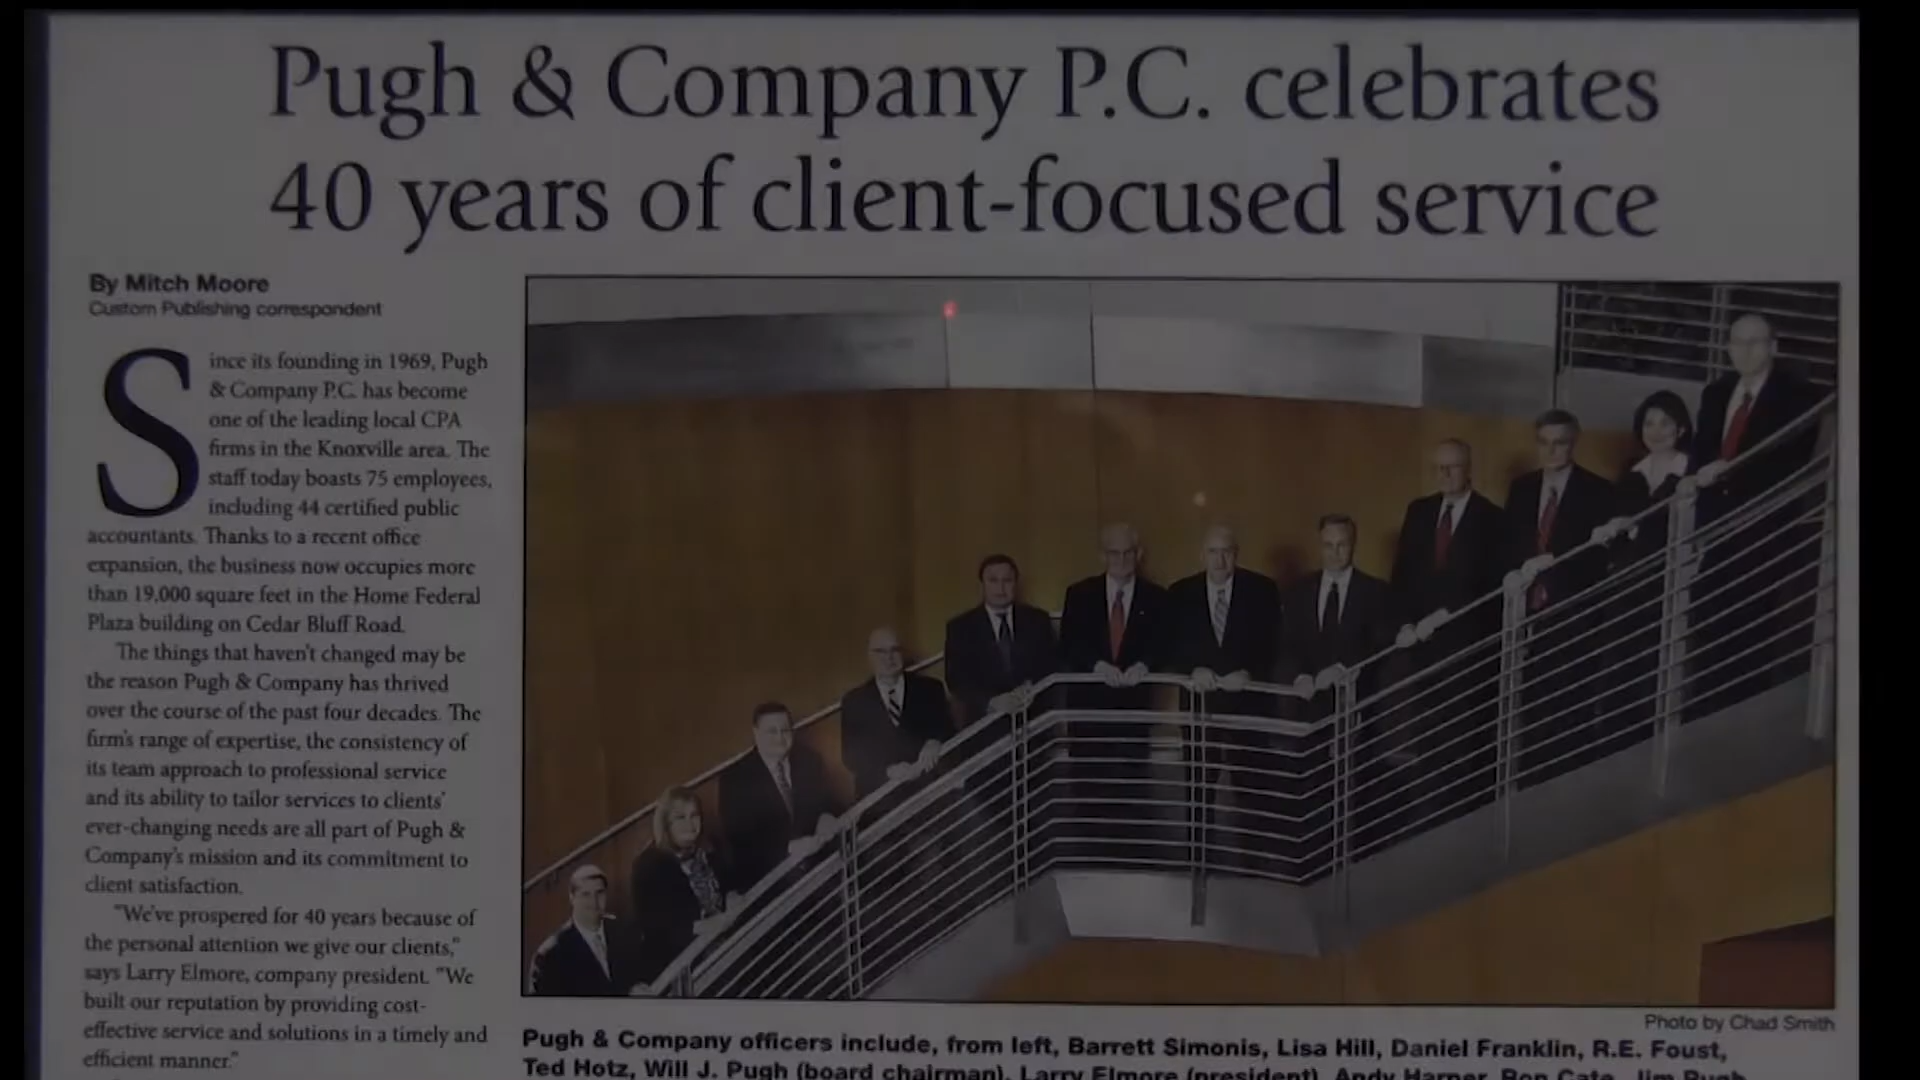 Pugh & Company P.C. celebrates
40 years of client-focused service
By Mitch Moore
Custom Publishing correspondent
Since its founding in 1969, Pugh
& Company P.C. has become
one of the leading local CPA
firms in the Knoxville area. The
staff today boasts 75 employees,
including 44 certified public
accountants. Thanks to a recent office
expansion, the business now occupies more
than 19,000 square feet in the Home Federal
Plaza building on Cedar Bluff Road.
The things that haven't changed may be
the reason Pugh & Company has thrived
over the course of the past four decades. The
firm's range of expertise, the consistency of
its team approach to professional service
and its ability to tailor services to clients'
ever-changing needs are all part of Pugh &
Company's mission and its commitment to
client satisfaction.
"We've prospered for 40 years because of
the personal attention we give our clients,"
says Larry Elmore, company president. "We
built our reputation by providing cost-
effective service and solutions in a timely and
efficient manner."
Photo by Chad Smith
Pugh & Company officers include, from left, Barrett Simonis, Lisa Hill, Daniel Franklin, R.E. Foust,
Ted Hotz, Will J. Pugh (board chairman), Larry Elmore (president), Andy Harper, Ron Cate, Jim Pugh